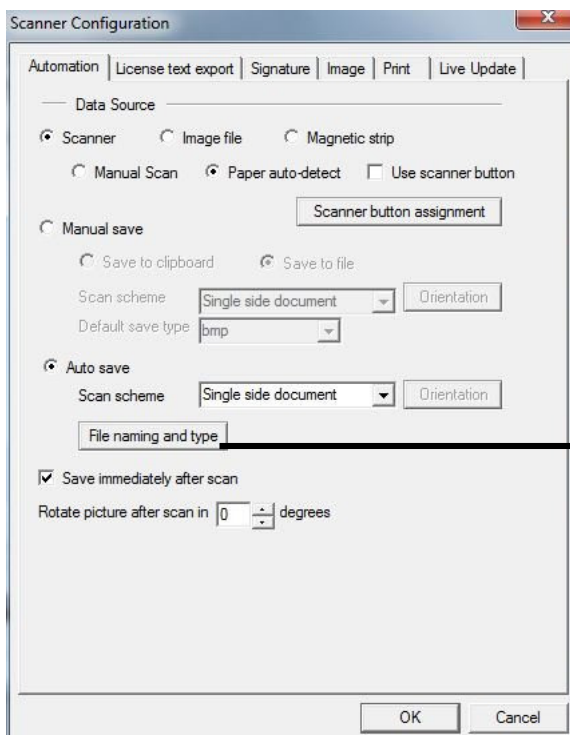 Scanner Configuration
X
Automation License text export Signature Image Print Live Update
Data Source
Scanner Image file Magnetic strip
Manual Scan Paper auto-detect Use scanner button
Scanner button assignment
Manual save
Save to clipboard Save to file
Scan scheme Single side document Orientation
Default save type bmp
Auto save
Scan scheme Single side document Orientation
File naming and type
Save immediately after scan
Rotate picture after scan in 0 degrees
OK Cancel